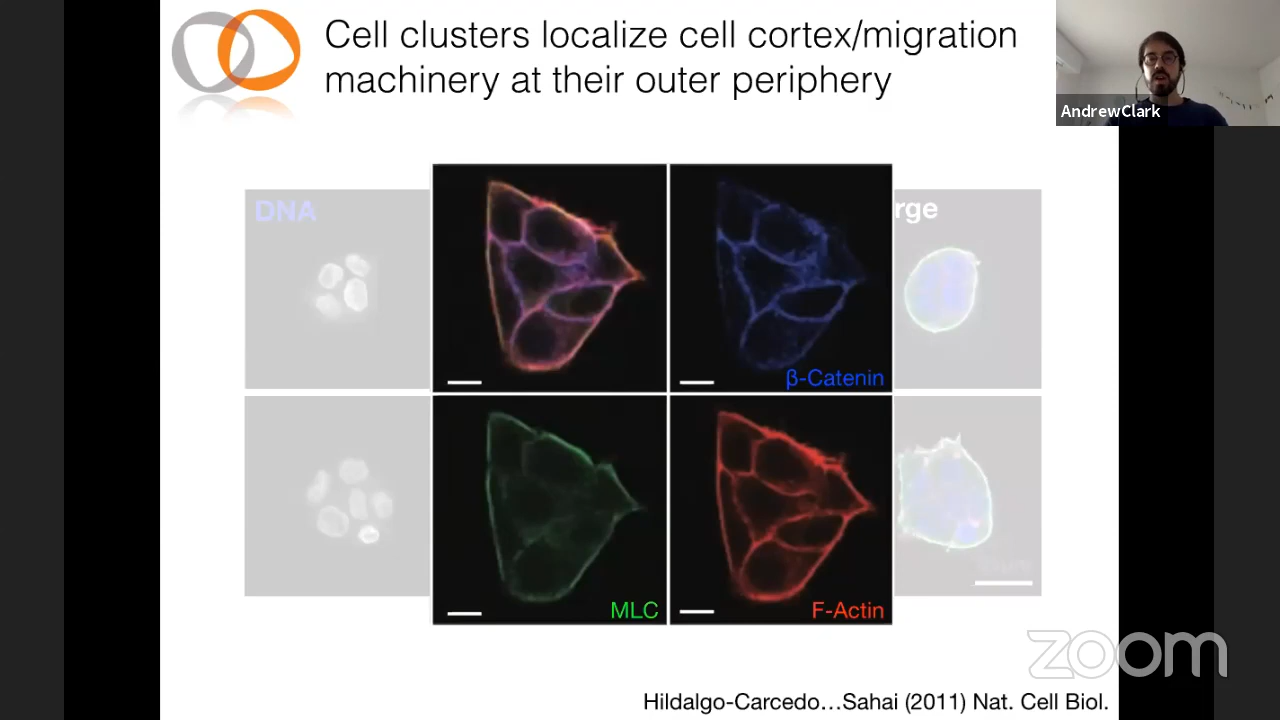 Cell clusters localize cell cortex/migration
machinery at their outer periphery
AndrewClark
DNA
rge
β-Catenin
MLC
F-Actin
zoom
Hildalgo-Carcedo…Sahai (2011) Nat. Cell Biol.